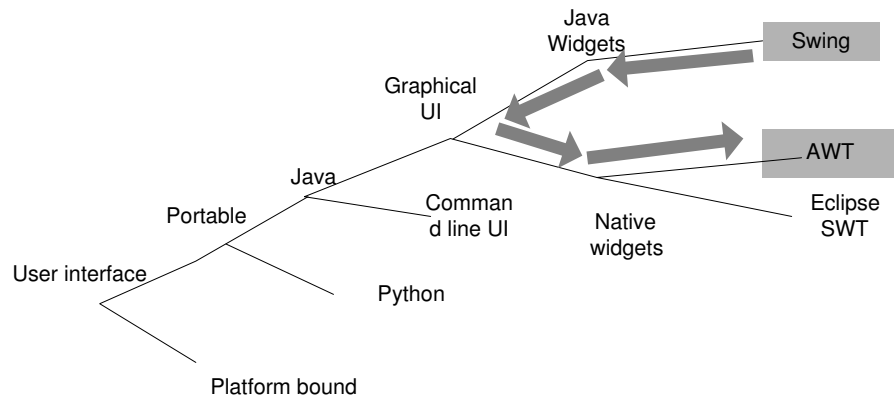 Java
Widgets
Swing
Graphical
UI
AWT
Java
Comman
d line UI
Eclipse
SWT
Portable
Native
widgets
User interface
Python
Platform bound